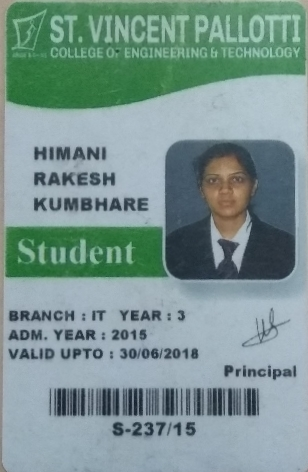 ST. VINCENT PALLOTTI
COLLEGE OF ENGINEERING & TECHNOLOGY
HIMANI
RAKESH
KUMBHARE
Student
BRANCH : IT YEAR : 3
ADM. YEAR : 2015
VALID UPTO : 30/06/2018
Principal
S-237/15